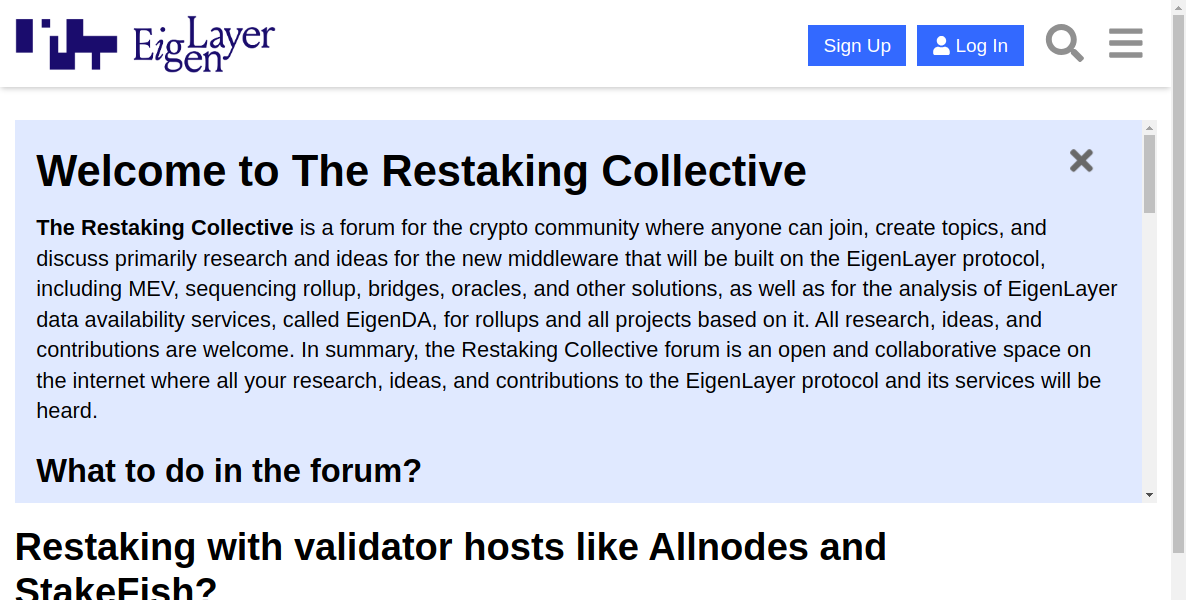 EigenLayer
Sign Up
Log In
Welcome to The Restaking Collective
The Restaking Collective is a forum for the crypto community where anyone can join, create topics, and
discuss primarily research and ideas for the new middleware that will be built on the EigenLayer protocol,
including MEV, sequencing rollup, bridges, oracles, and other solutions, as well as for the analysis of EigenLayer
data availability services, called EigenDA, for rollups and all projects based on it. All research, ideas, and
contributions are welcome. In summary, the Restaking Collective forum is an open and collaborative space on
the internet where all your research, ideas, and contributions to the EigenLayer protocol and its services will be
heard.
What to do in the forum?
Restaking with validator hosts like Allnodes and
StakeFish?